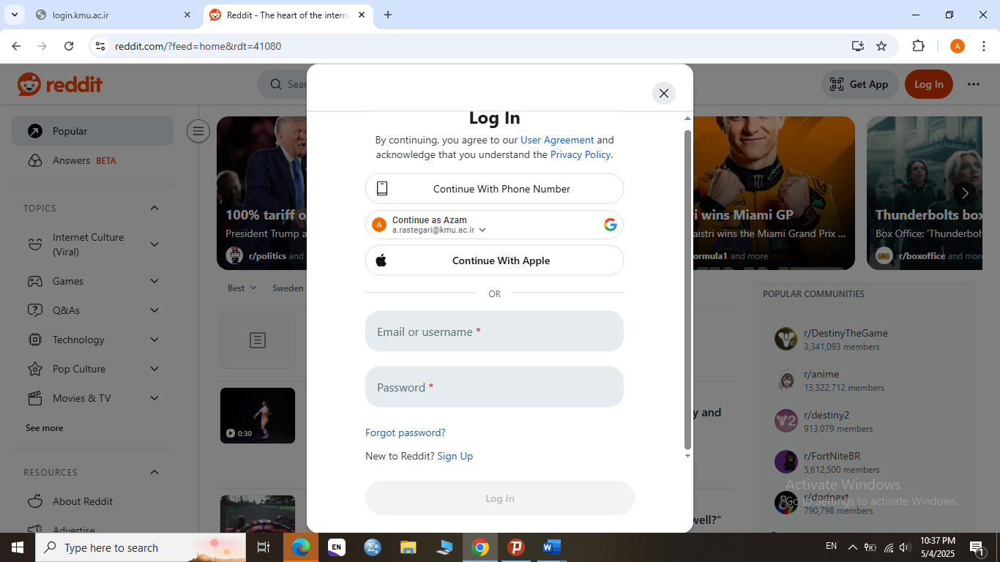 login.kmu.ac.ir
Reddit - The heart of the intern
reddit.com/?feed=home&rdt=41080
A
reddit
Sear
Get App
Log In
Popular
Answers BETA
TOPICS
Internet Culture
(Viral)
Games
Q&As
Technology
Pop Culture
Movies & TV
See more
RESOURCES
About Reddit
Advertise
100% tariff o
President Trump a
r/politics and
Best
Sweden
0:30
Log In
By continuing, you agree to our User Agreement and
acknowledge that you understand the Privacy Policy.
Continue With Phone Number
A
Continue as Azam
a.rastegari@kmu.ac.ir
Continue With Apple
OR
Email or username *
Password *
Forgot password?
New to Reddit? Sign Up
Log In
i wins Miami GP
aistri wins the Miami Grand Prix ...
ormula1 and more
Thunderbolts box
Box Office: 'Thunderbolt
r/boxoffice and more
y and
well?"
POPULAR COMMUNITIES
r/DestinyTheGame
3,341,093 members
r/anime
13,322,712 members
r/destiny2
913,079 members
r/FortNiteBR
5,612,500 members
r/dndnext
790,798 members
Activate Windows
Go to Settings to activate Windows.
Type here to search
EN
EN
10:37 PM
5/4/2025
1